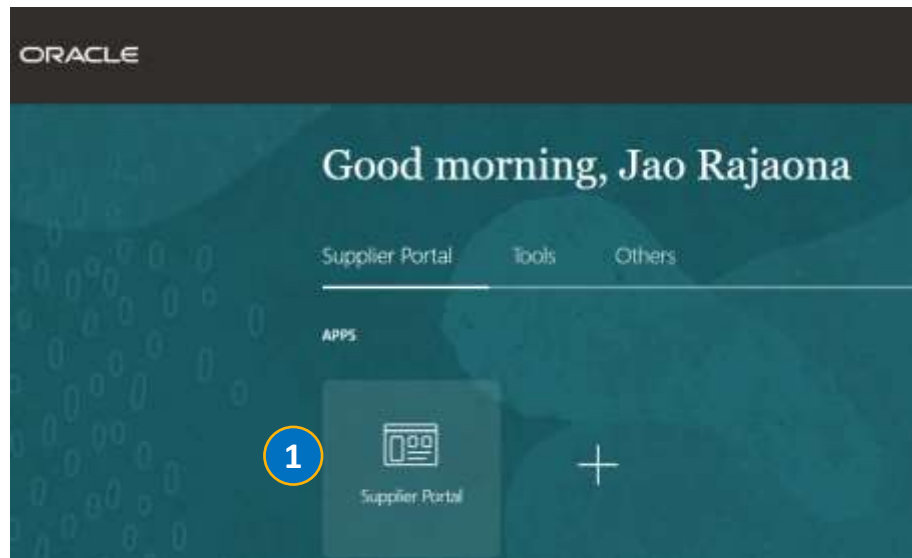 ORACLE
Good morning, Jao Rajaona
Supplier Portal Tools Others
APPS
1
Supplier Portal